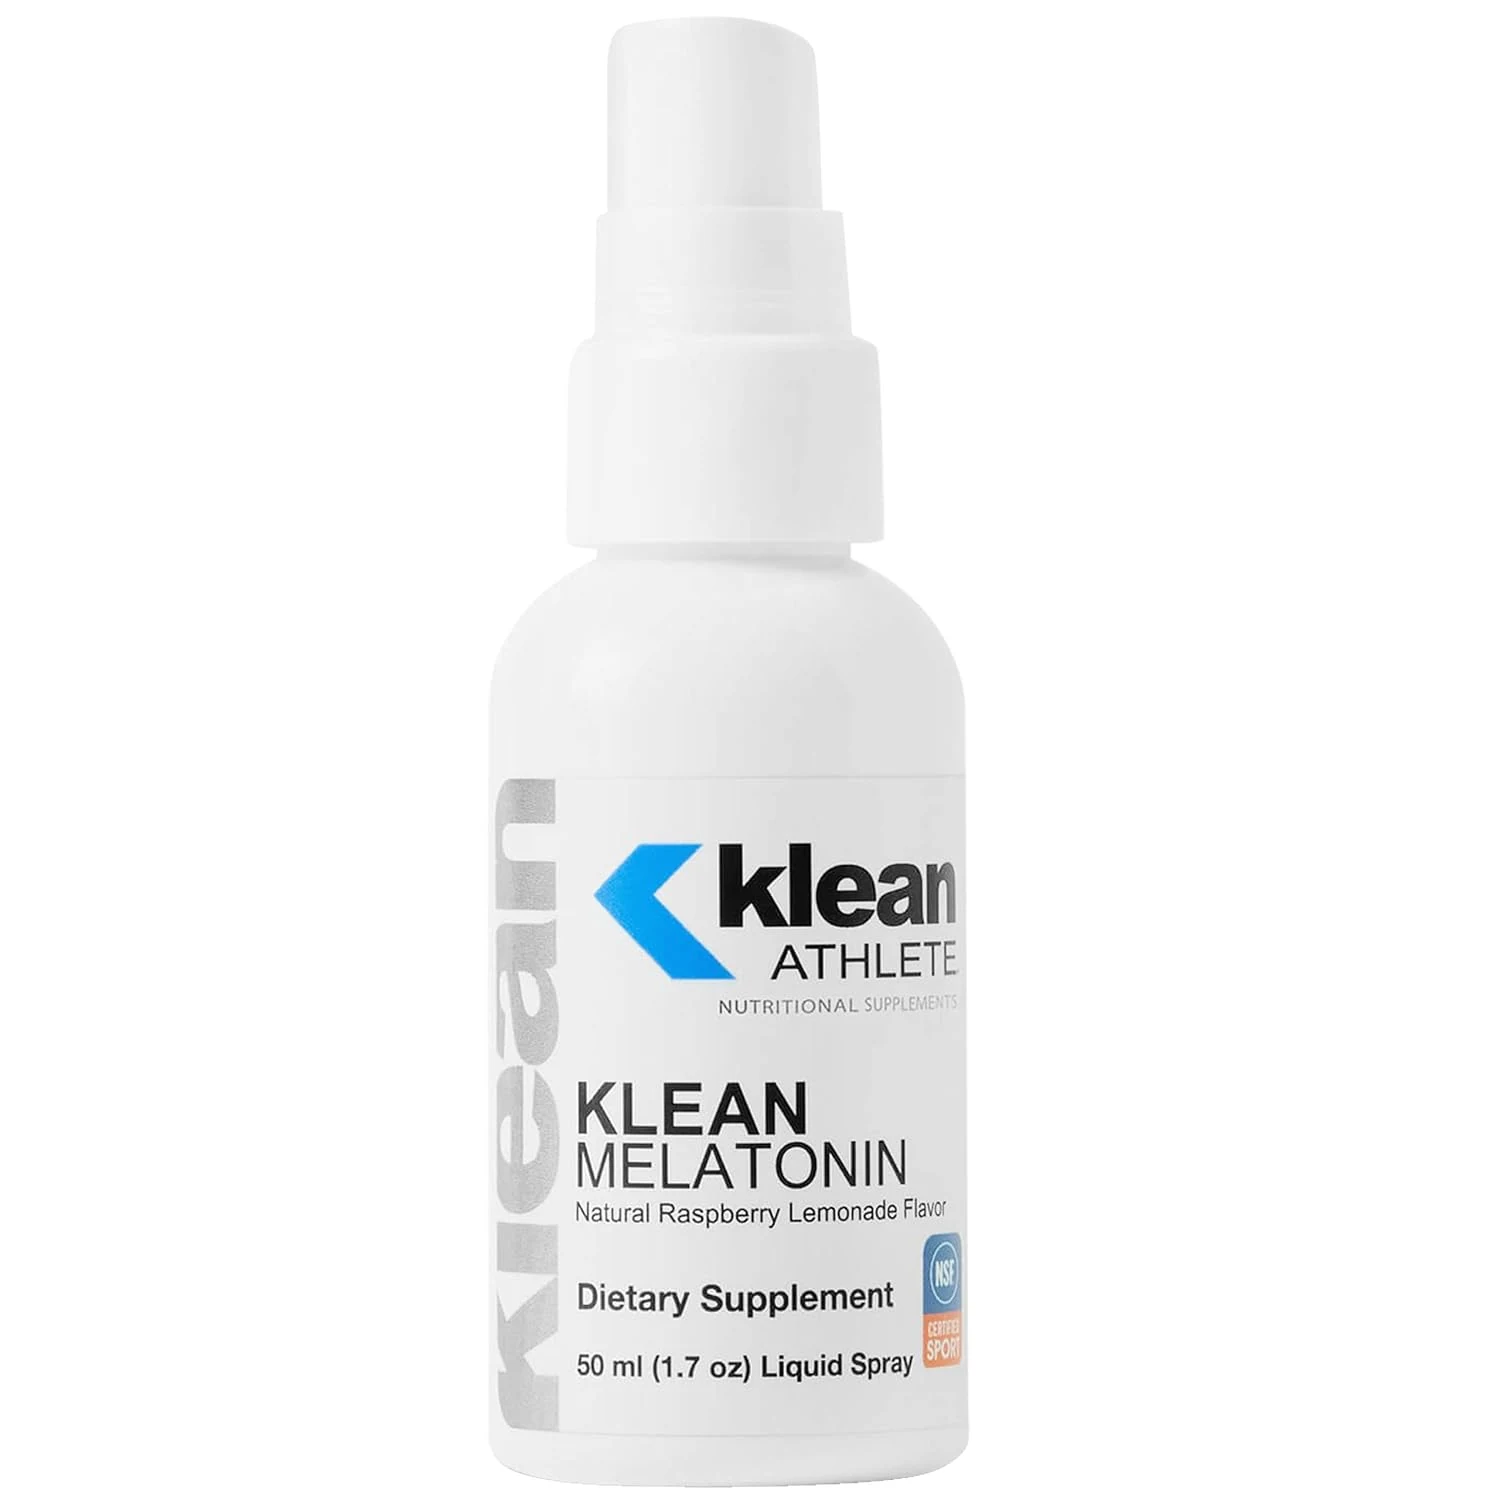 klean
klean
ATHLETE
NUTRITIONAL SUPPLEMENTS
KLEAN
MELATONIN
Natural Raspberry Lemonade Flavor
Dietary Supplement
50 ml (1.7 oz) Liquid Spray
NSF
CERTIFIED
SPORT